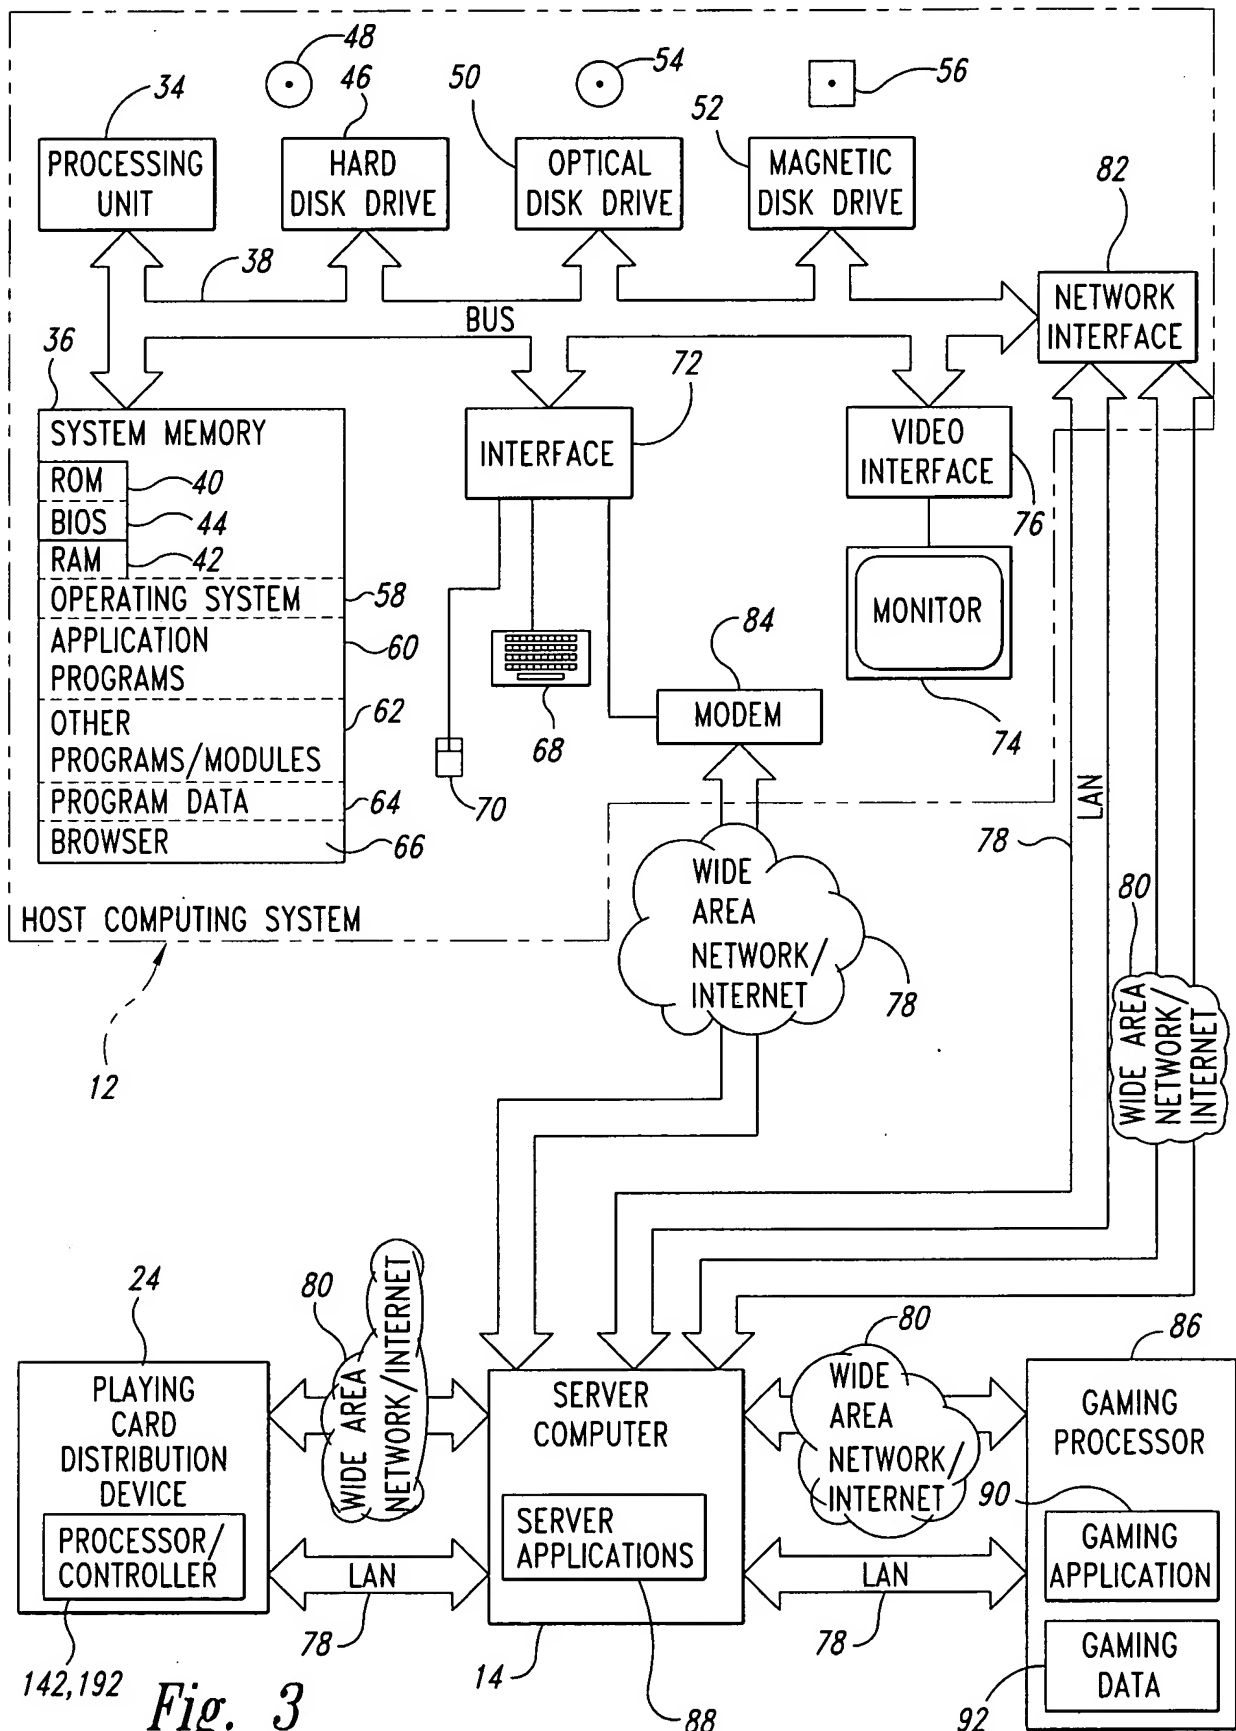 48
54
56
34
46
50
52
PROCESSING
UNIT
HARD
DISK DRIVE
OPTICAL
DISK DRIVE
MAGNETIC
DISK DRIVE
82
38
BUS
NETWORK
INTERFACE
36
72
SYSTEM MEMORY
ROM
40
BIOS
44
RAM
42
OPERATING SYSTEM
58
APPLICATION
PROGRAMS
60
OTHER
PROGRAMS/MODULES
62
PROGRAM DATA
64
BROWSER
66
INTERFACE
VIDEO
INTERFACE
76
MONITOR
74
84
MODEM
68
70
LAN
78
80
WIDE
AREA
NETWORK/
INTERNET
78
WIDE AREA
NETWORK/
INTERNET
HOST COMPUTING SYSTEM
12
24
80
80
86
PLAYING
CARD
DISTRIBUTION
DEVICE
PROCESSOR/
CONTROLLER
WIDE AREA
NETWORK/INTERNET
LAN
78
SERVER
COMPUTER
SERVER
APPLICATIONS
WIDE
AREA
NETWORK/
INTERNET
LAN
78
GAMING
PROCESSOR
90
GAMING
APPLICATION
GAMING
DATA
142,192
14
88
92
Fig. 3